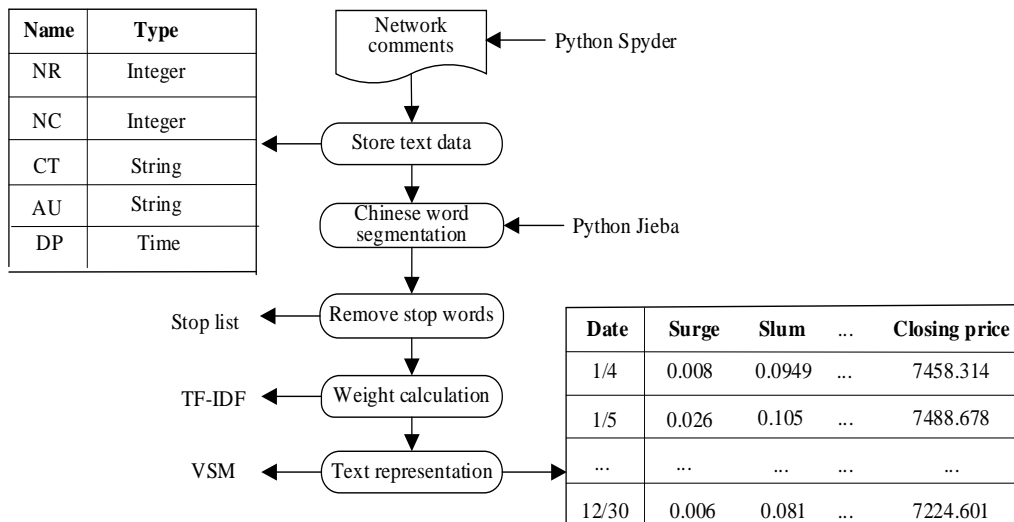 Name Type
NR Integer
NC Integer
CT String
AU String
DP Time
Network
comments
Python Spyder
Store text data
Chinese word
segmentation
Python Jieba
Stop list
Remove stop words
TF-IDF
Weight calculation
VSM
Text representation
Date Surge Slum ... Closing price
1/4 0.008 0.0949 ... 7458.314
1/5 0.026 0.105 ... 7488.678
... ... ... ... ...
12/30 0.006 0.081 ... 7224.601